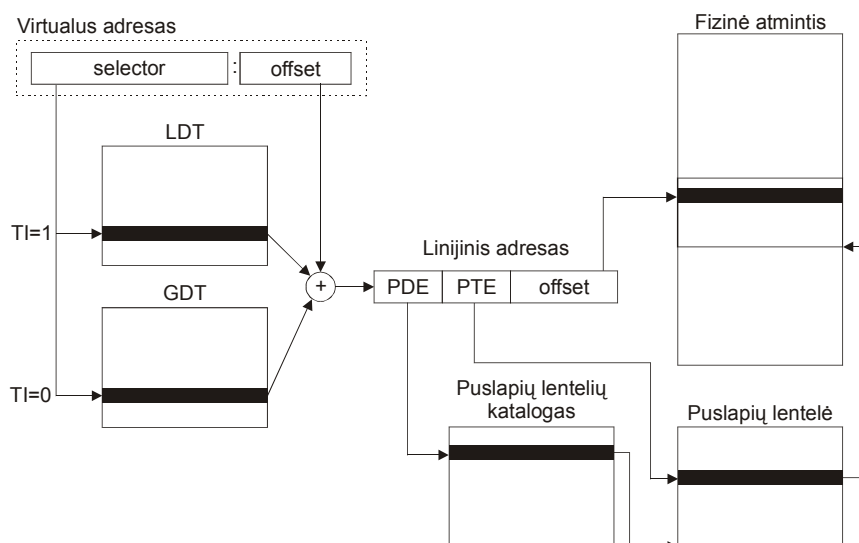 Virtualus adresas
selector : offset
LDT
TI=1
GDT
TI=0
+
Linijinis adresas
PDE PTE offset
Fizinė atmintis
Puslapių lentelių
katalogas
Puslapių lentelė